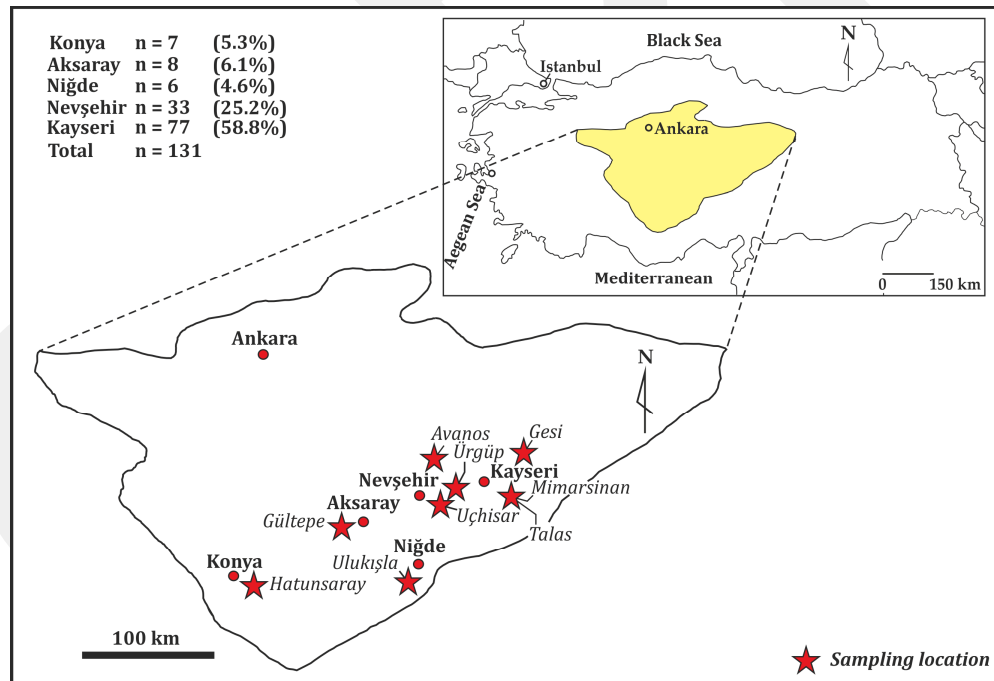 Konya n = 7 (5.3%)
Aksaray n = 8 (6.1%)
Niğde n = 6 (4.6%)
Nevşehir n = 33 (25.2%)
Kayseri n = 77 (58.8%)
Total n = 131
Black Sea
N
Istanbul
Ankara
Aegean Sea
Mediterranean
0 150 km
Ankara
N
Avanos
Gesi
Ürgüp
Kayseri
Nevşehir
Mimarsinan
Aksaray
Uçhisar
Gültepe
Talas
Niğde
Ulukışla
Konya
Hatunsaray
100 km
Sampling location